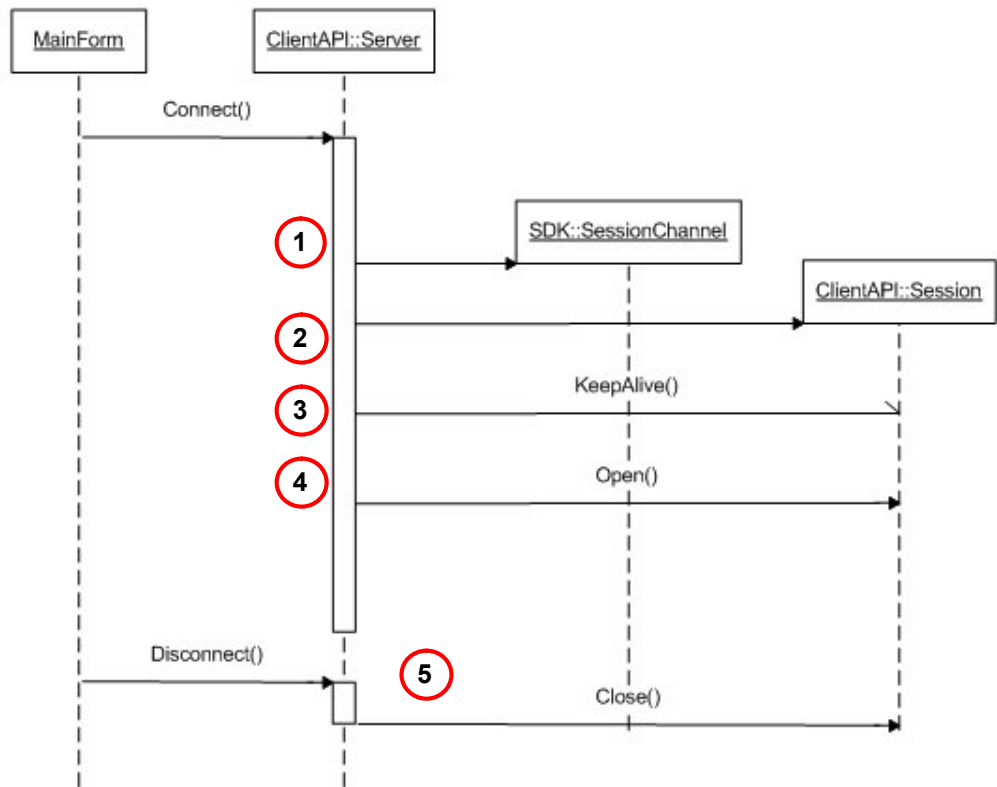 MainForm
ClientAPI::Server
Connect()
1
SDK::SessionChannel
ClientAPI::Session
2
KeepAlive()
3
4
Open()
Disconnect()
5
Close()